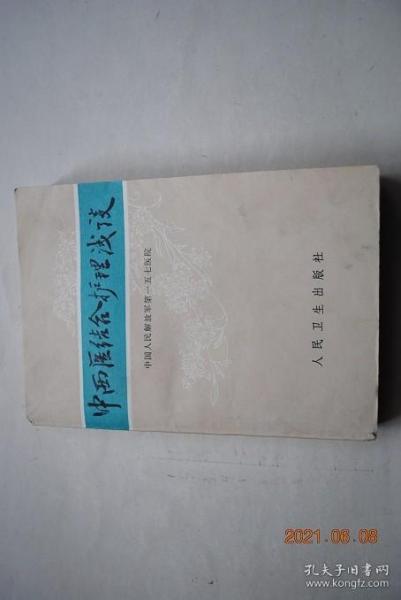 中西医结合护理浅谈
中国人民解放军第一五七医院
人民卫生出版社
2021.08.08
孔夫子旧书网
www.kongfz.com